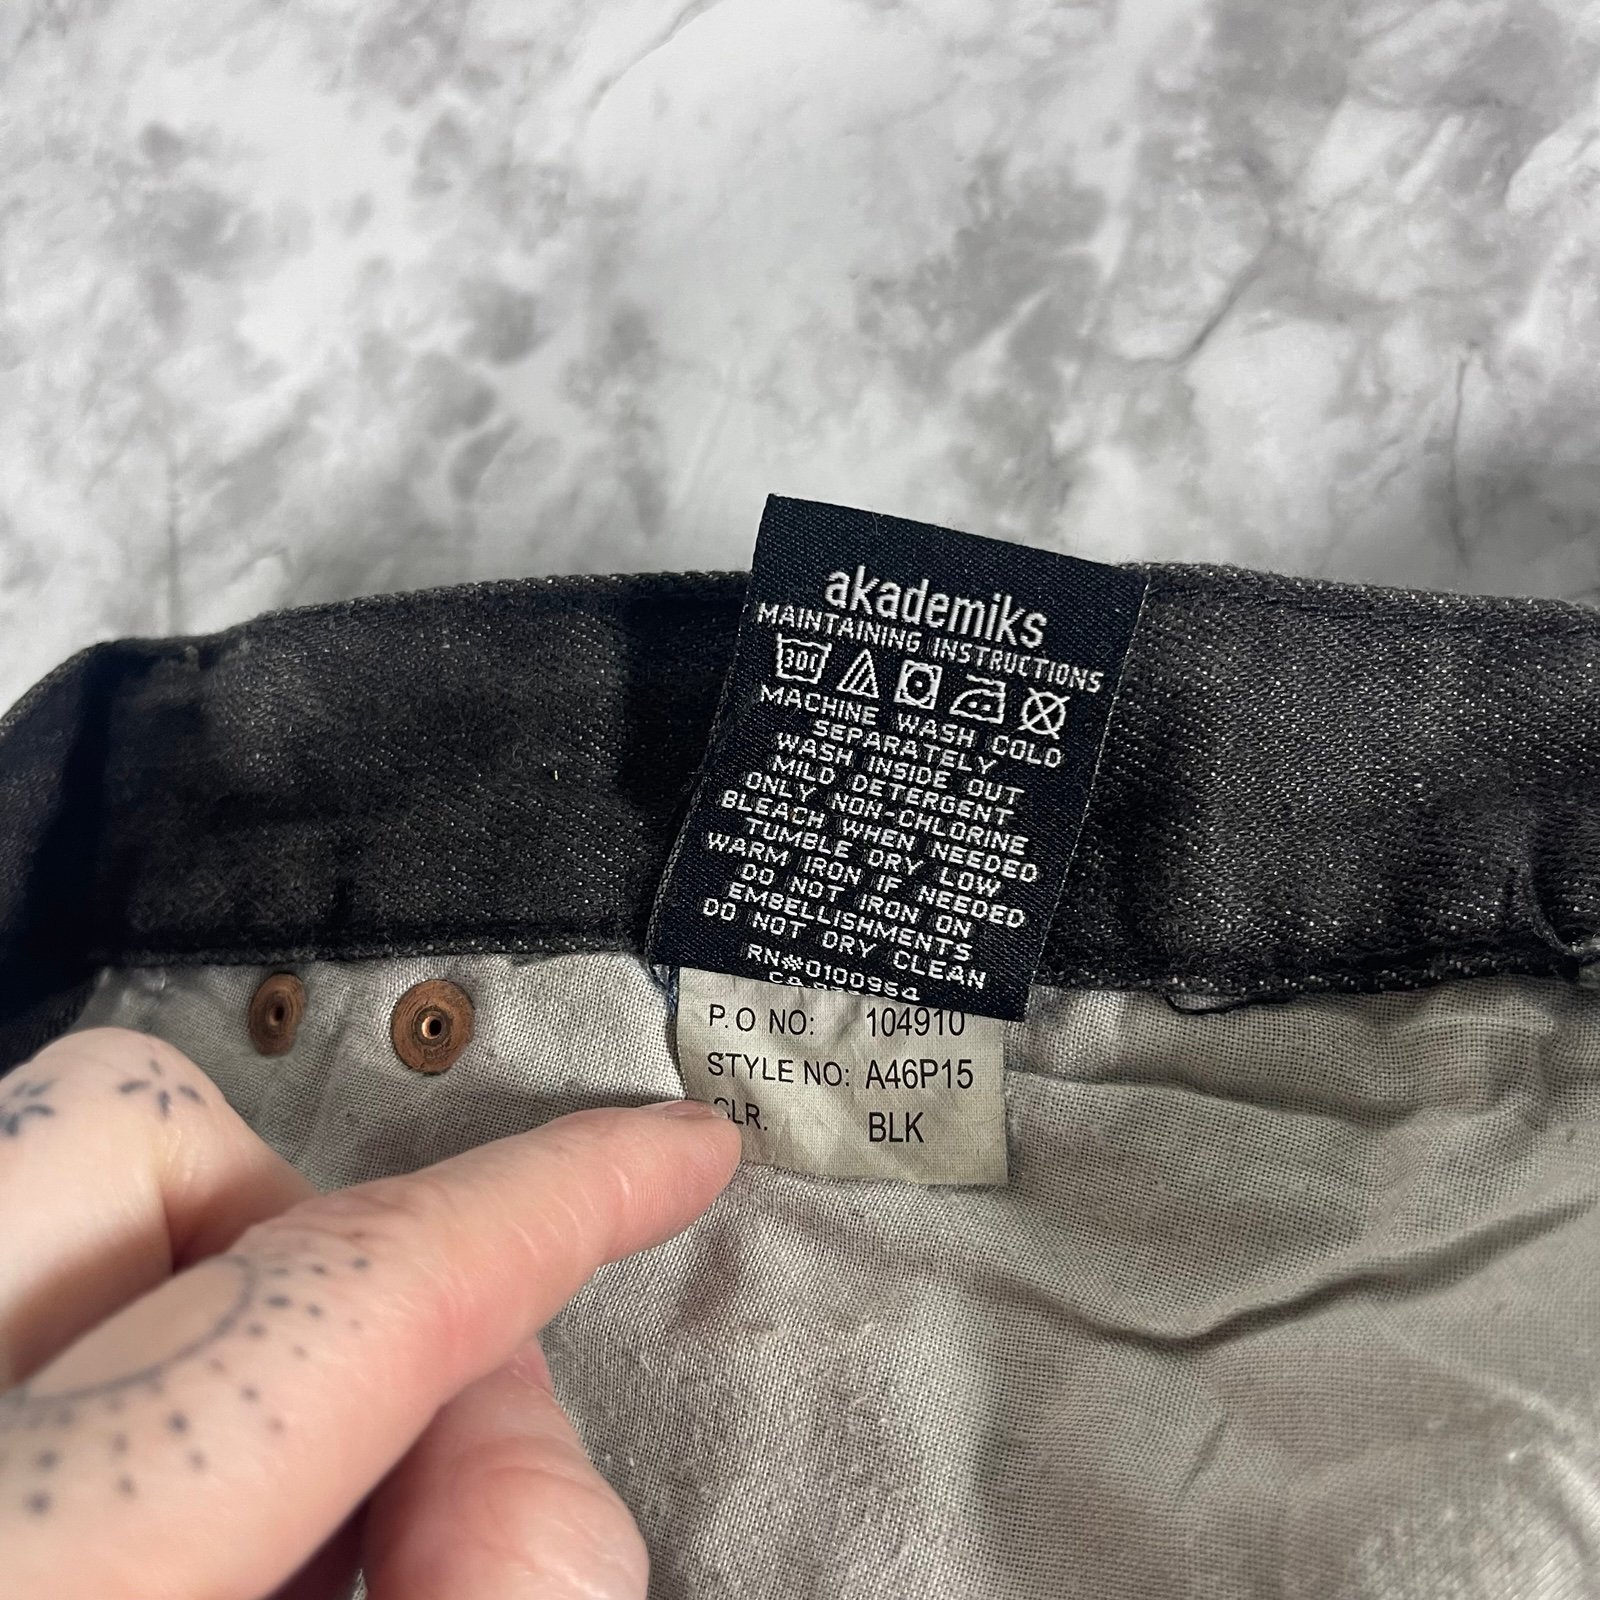 akademiks
MAINTAINING INSTRUCTIONS
MACHINE WASH COLD
SEPARATELY
WASH INSIDE OUT
MILD DETERGENT
ONLY NON-CHLORINE
BLEACH WHEN NEEDED
TUMBLE DRY LOW
WARM IRON IF NEEDED
DO NOT IRON ON
EMBELLISHMENTS
DO NOT DRY CLEAN
RN#0100954
P.O NO: 104910
STYLE NO: A46P15
CLR. BLK